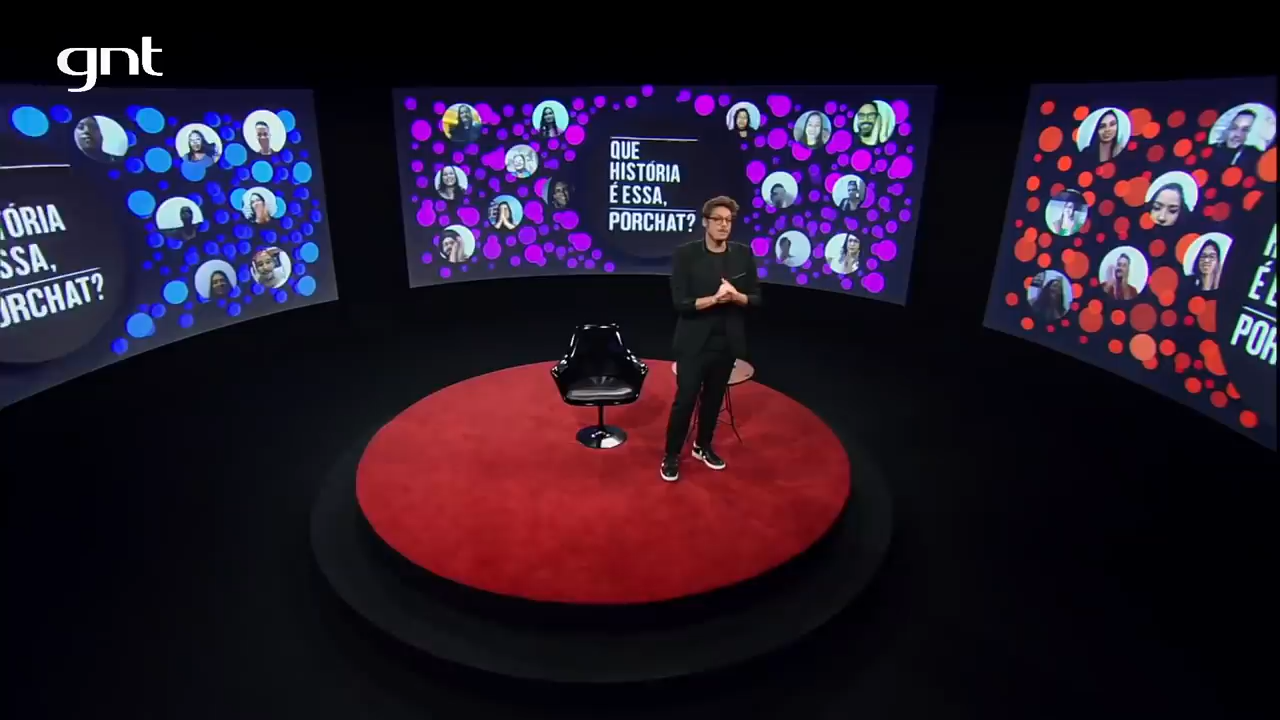 gnt
TÓRIA
SSA,
ORCHAT?
QUE
HISTÓRIA
É ESSA,
PORCHAT?
H
É E
POR